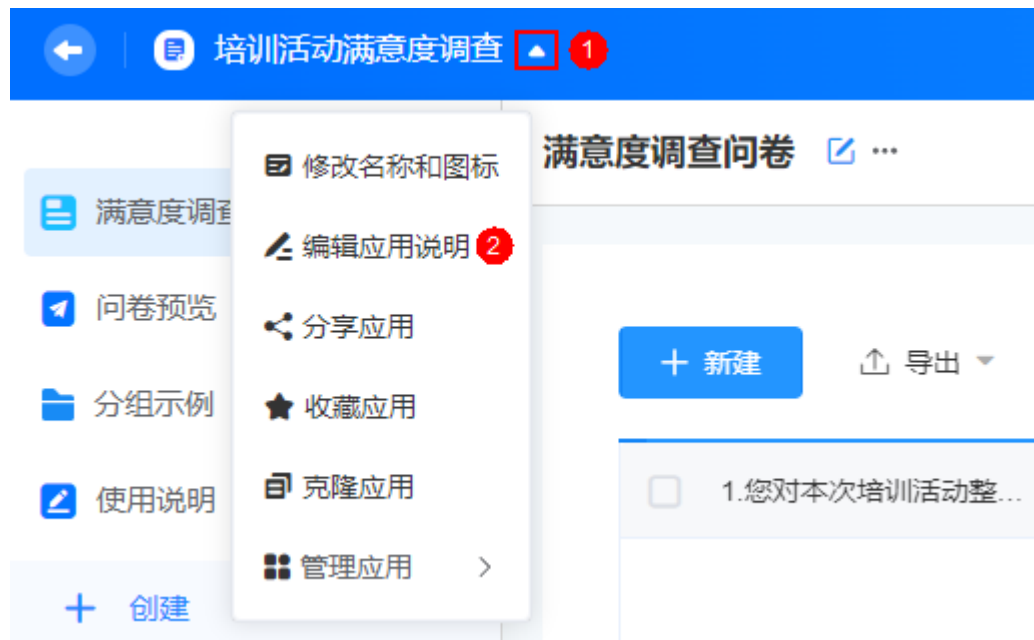 培训活动满意度调查 1
满意度调查问卷 ...
修改名称和图标
满意度调查
编辑应用说明 2
问卷预览
分享应用
+ 新建 导出
分组示例
收藏应用
使用说明
克隆应用
1.您对本次培训活动整...
管理应用 >
+ 创建